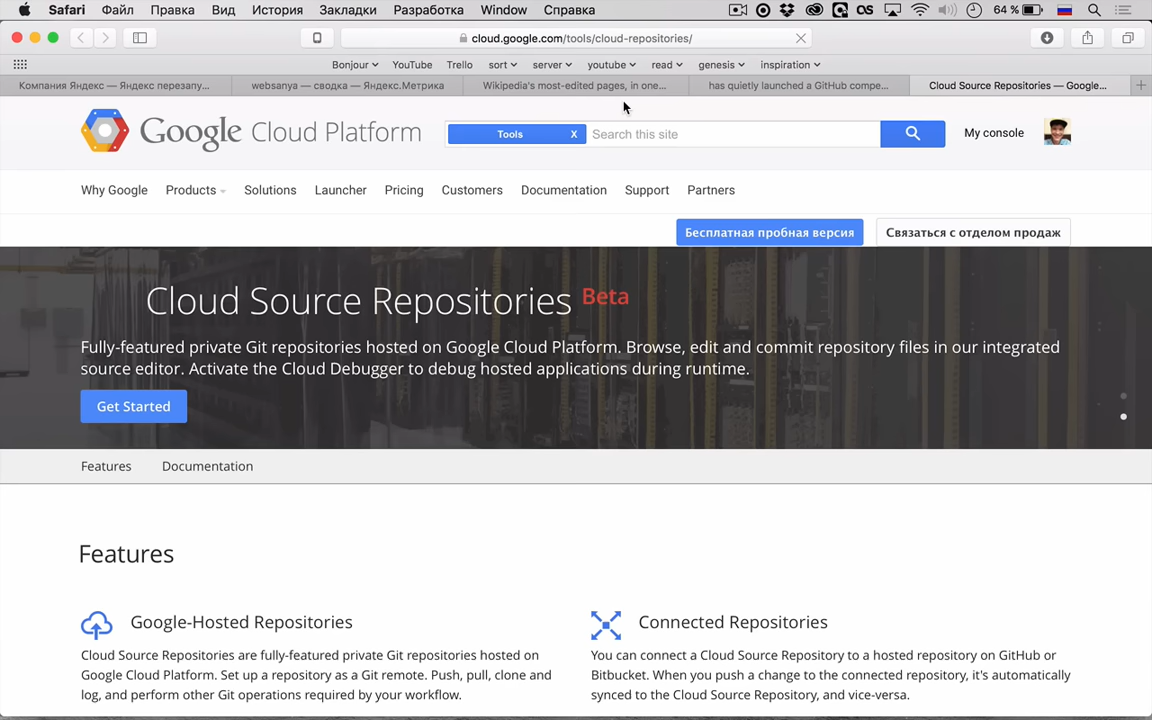 Safari Файл Правка Вид История Закладки Разработка Window Справка 64 %
cloud.google.com/tools/cloud-repositories/
Bonjour YouTube Trello sort server youtube read genesis inspiration
Компания Яндекс — Яндекс перезапу... websanya — сводка — Яндекс.Метрика Wikipedia's most-edited pages, in one... has quietly launched a GitHub compe... Cloud Source Repositories — Google...
Google Cloud Platform Tools X Search this site My console
Why Google Products Solutions Launcher Pricing Customers Documentation Support Partners
Бесплатная пробная версия Связаться с отделом продаж
Cloud Source Repositories Beta
Fully-featured private Git repositories hosted on Google Cloud Platform. Browse, edit and commit repository files in our integrated
source editor. Activate the Cloud Debugger to debug hosted applications during runtime.
Get Started
Features Documentation
Features
Google-Hosted Repositories
Cloud Source Repositories are fully-featured private Git repositories hosted on
Google Cloud Platform. Set up a repository as a Git remote. Push, pull, clone and
log, and perform other Git operations required by your workflow.
Connected Repositories
You can connect a Cloud Source Repository to a hosted repository on GitHub or
Bitbucket. When you push a change to the connected repository, it's automatically
synced to the Cloud Source Repository, and vice-versa.